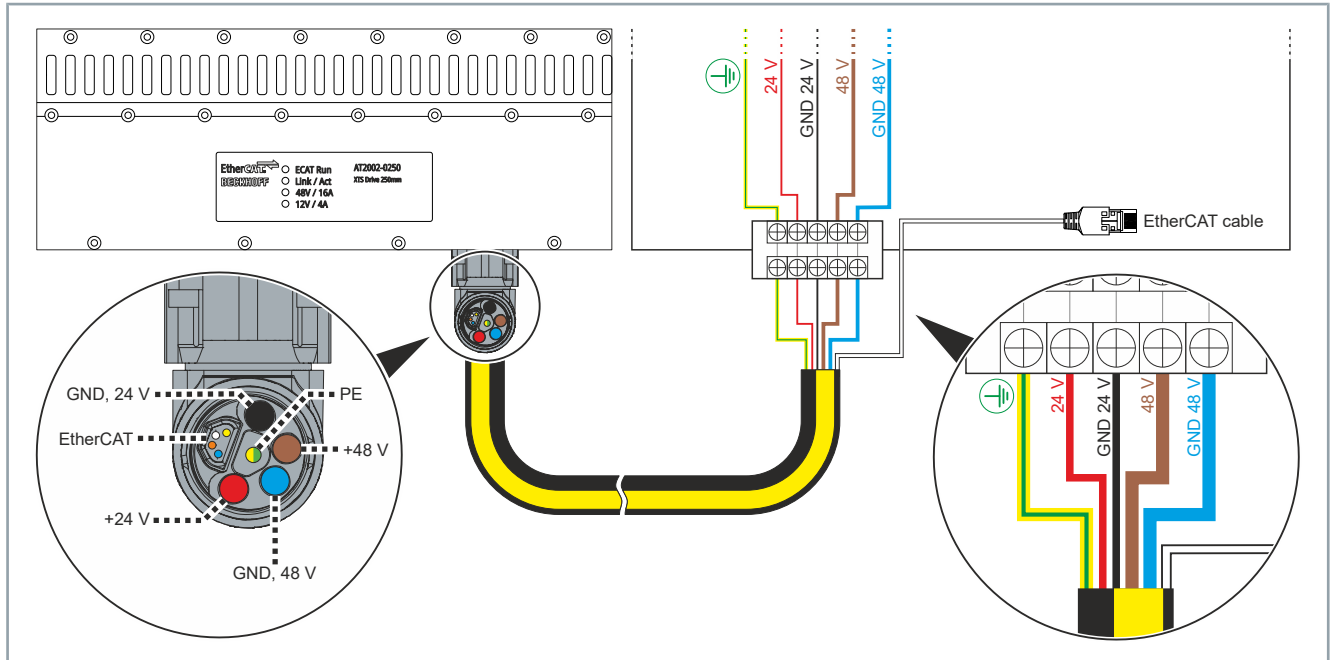 EtherCAT
BECKHOFF
ECAT Run
Link / Act
48V / 16A
12V / 4A
AT2002-0250
XTS Drive 250mm
24 V
GND 24 V
48 V
GND 48 V
EtherCAT cable
GND, 24 V
PE
EtherCAT
+48 V
+24 V
GND, 48 V
24 V
GND 24 V
48 V
GND 48 V